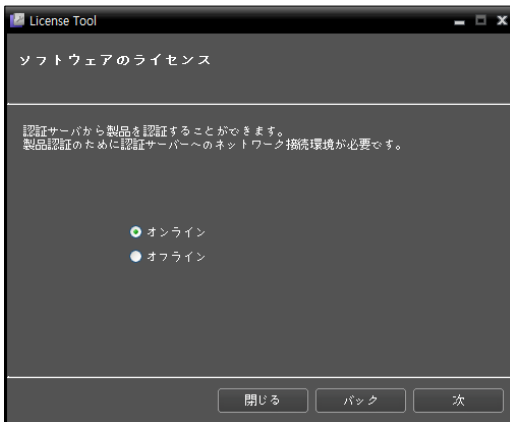 License Tool
ソフトウェアのライセンス
認証サーバから製品を認証することができます。
製品認証のために認証サーバーへのネットワーク接続環境が必要です。
オンライン
オフライン
閉じる
バック
次